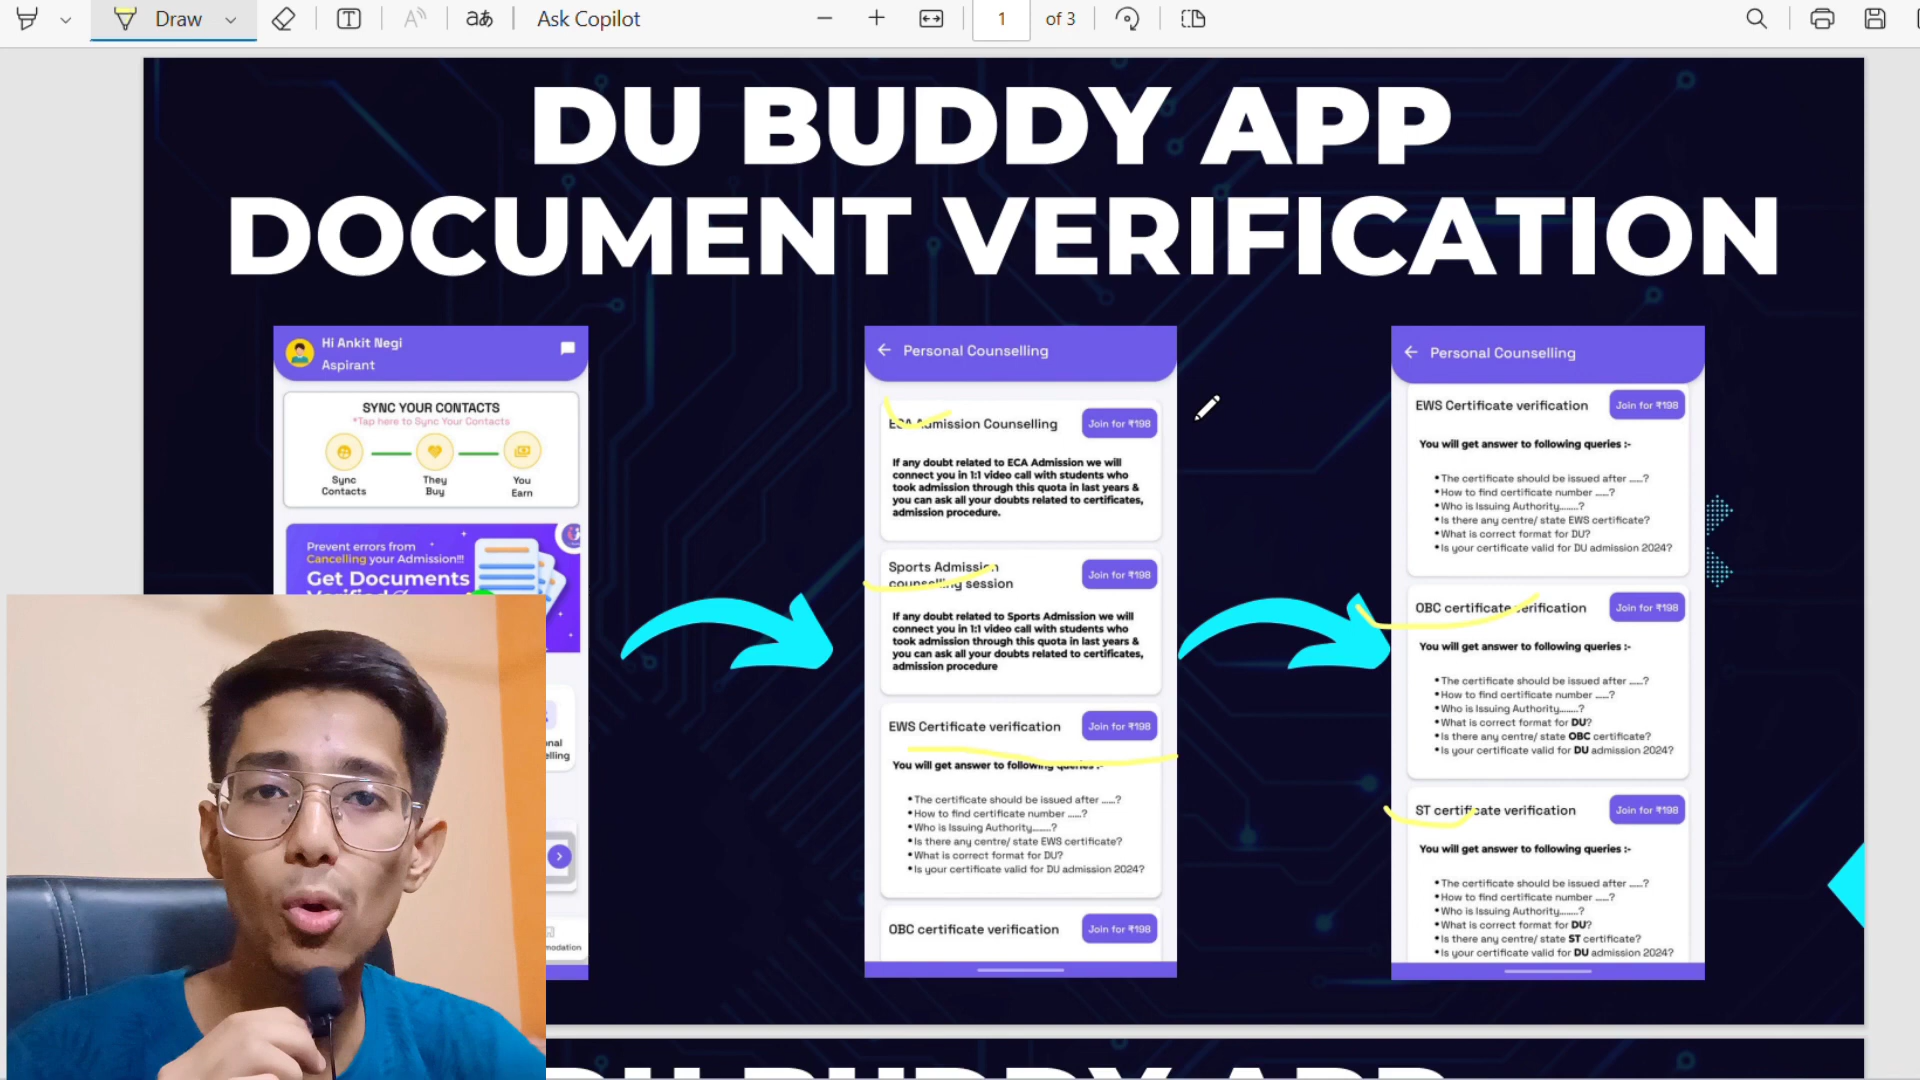 Draw
T
A
aあ
Ask Copilot
1
of 3
DU BUDDY APP
DOCUMENT VERIFICATION
Hi Ankit Negi
Aspirant
SYNC YOUR CONTACTS
*Tap here to Sync Your Contacts
Sync Contacts
They Buy
You Earn
Prevent errors from
Cancelling your Admission!!!
Get Documents
Personal Counselling
ECA Admission Counselling
Join for ₹198
If any doubt related to ECA Admission we will
connect you in 1:1 video call with students who
took admission through this quota in last years &
you can ask all your doubts related to certificates,
admission procedure.
Sports Admission
counselling session
Join for ₹198
If any doubt related to Sports Admission we will
connect you in 1:1 video call with students who
took admission through this quota in last years &
you can ask all your doubts related to certificates,
admission procedure
EWS Certificate verification
Join for ₹198
You will get answer to following queries :-
• The certificate should be issued after ......?
• How to find certificate number ......?
• Who is Issuing Authority........?
• Is there any centre/ state EWS certificate?
• What is correct format for DU?
• Is your certificate valid for DU admission 2024?
OBC certificate verification
Join for ₹198
Personal Counselling
EWS Certificate verification
Join for ₹198
You will get answer to following queries :-
• The certificate should be issued after ......?
• How to find certificate number ......?
• Who is Issuing Authority........?
• Is there any centre/ state EWS certificate?
• What is correct format for DU?
• Is your certificate valid for DU admission 2024?
OBC certificate verification
Join for ₹198
You will get answer to following queries :-
• The certificate should be issued after ......?
• How to find certificate number ......?
• Who is Issuing Authority........?
• What is correct format for DU?
• Is there any centre/ state OBC certificate?
• Is your certificate valid for DU admission 2024?
ST certificate verification
Join for ₹198
You will get answer to following queries :-
• The certificate should be issued after ......?
• How to find certificate number ......?
• Who is Issuing Authority........?
• What is correct format for DU?
• Is there any centre/ state ST certificate?
• Is your certificate valid for DU admission 2024?